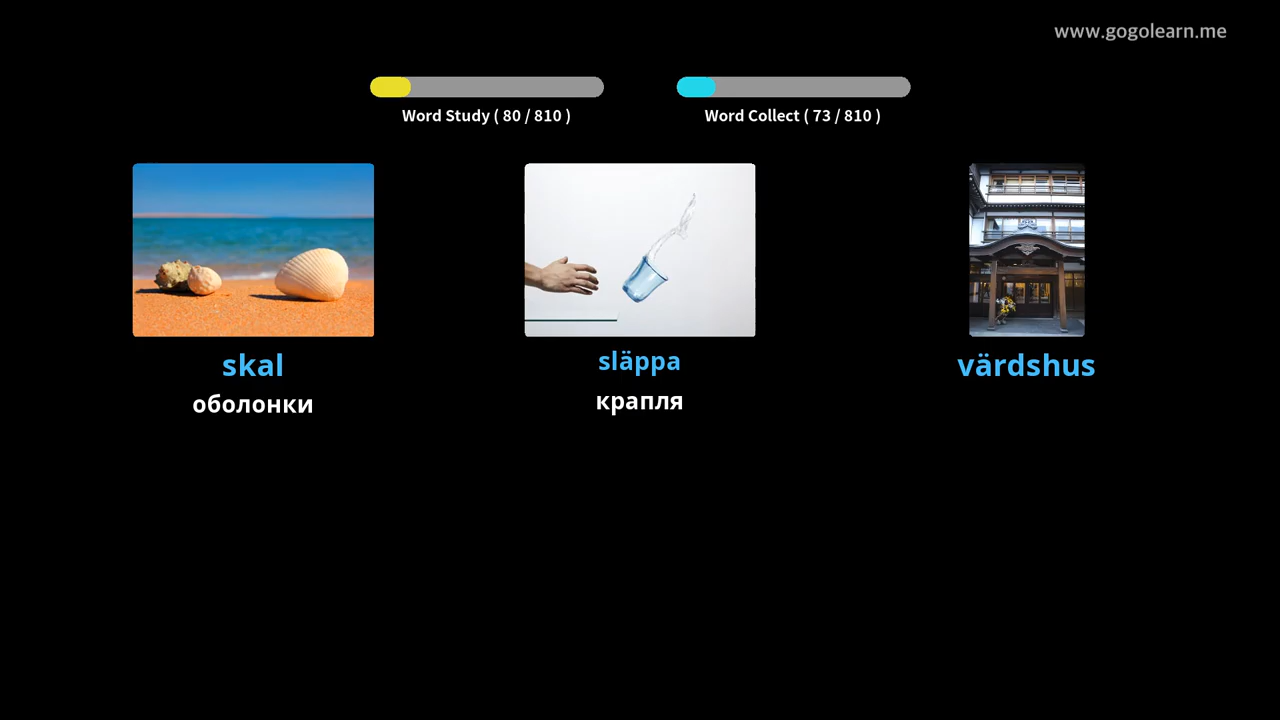 www.gogolearn.me
Word Study ( 80 / 810 )
Word Collect ( 73 / 810 )
skal
släppa
värdshus
оболонки
крапля